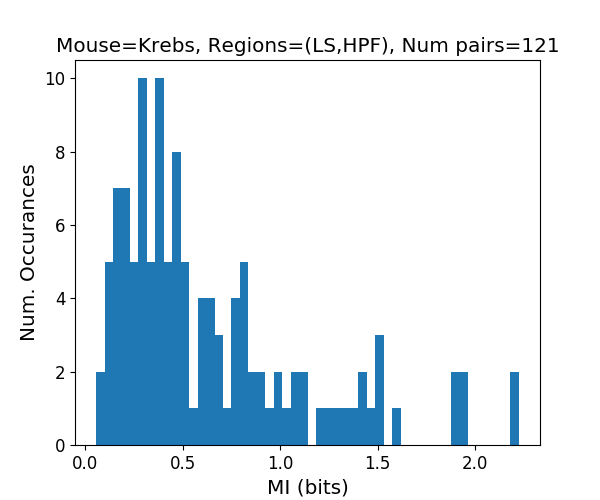 Mouse=Krebs, Regions=(LS,HPF), Num pairs=121
10
8
6
4
2
0
Num. Occurances
0.0 0.5 1.0 1.5 2.0
MI (bits)